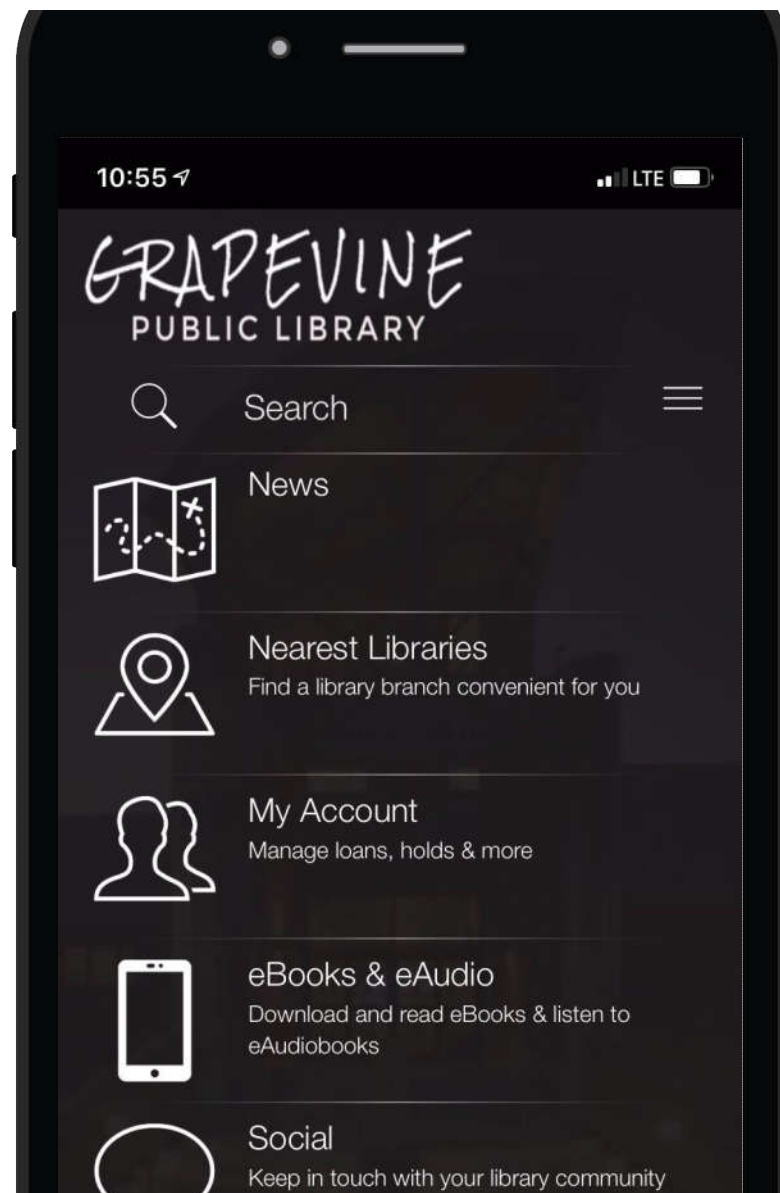 10:55
LTE
GRAPEVINE
PUBLIC LIBRARY
Search
News
Nearest Libraries
Find a library branch convenient for you
My Account
Manage loans, holds & more
eBooks & eAudio
Download and read eBooks & listen to
eAudiobooks
Social
Keep in touch with your library community